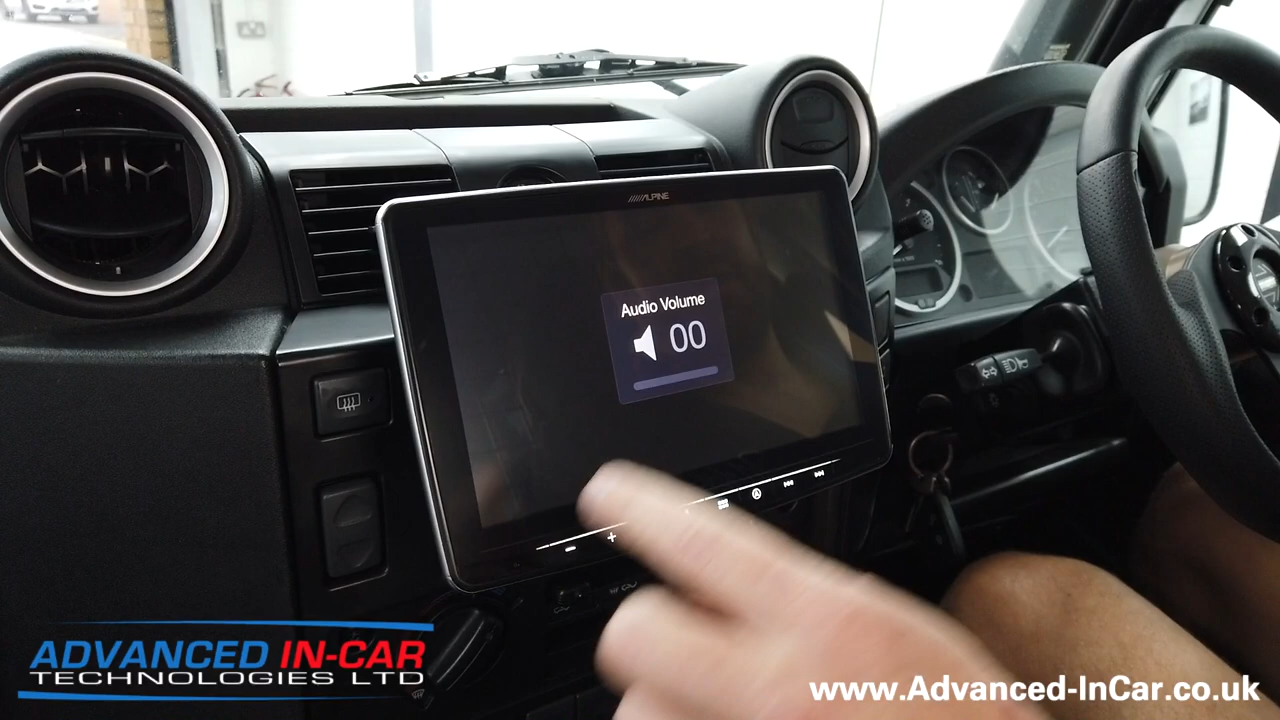 ALPINE
Audio Volume
00
ADVANCED IN-CAR
TECHNOLOGIES LTD
www.Advanced-InCar.co.uk